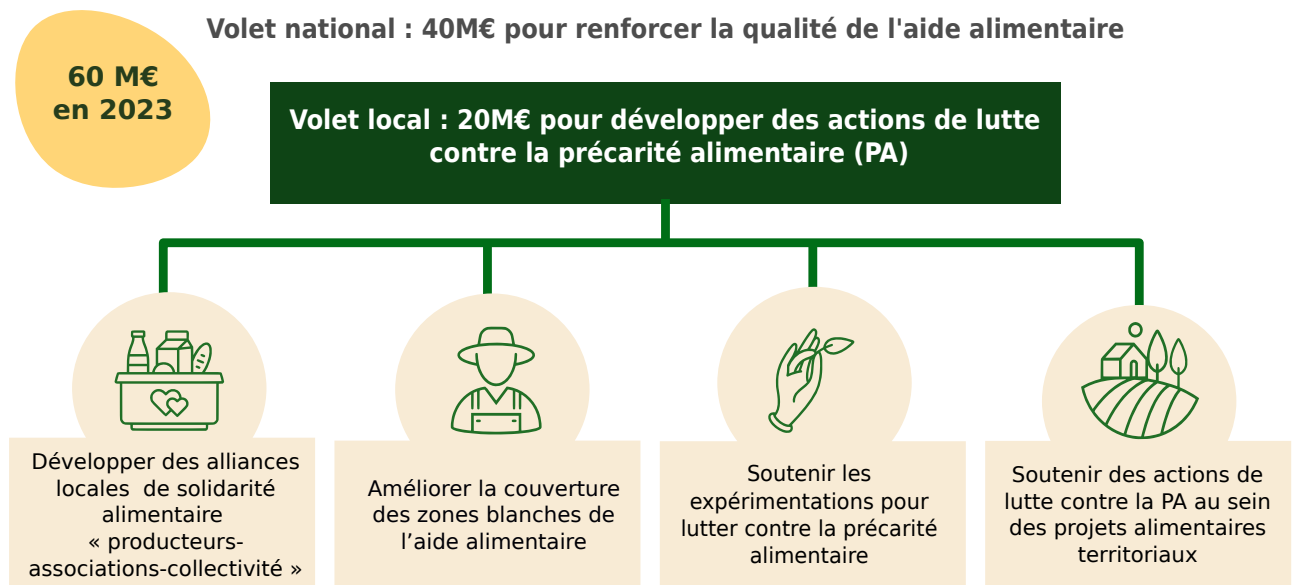 Volet national : 40M€ pour renforcer la qualité de l'aide alimentaire
60 M€
en 2023
Volet local : 20M€ pour développer des actions de lutte
contre la précarité alimentaire (PA)
Développer des alliances
locales  de solidarité
alimentaire
« producteurs-
associations-collectivité »
Améliorer la couverture
des zones blanches de
l’aide alimentaire
Soutenir les
expérimentations pour
lutter contre la précarité
alimentaire
Soutenir des actions de
lutte contre la PA au sein
des projets alimentaires
territoriaux